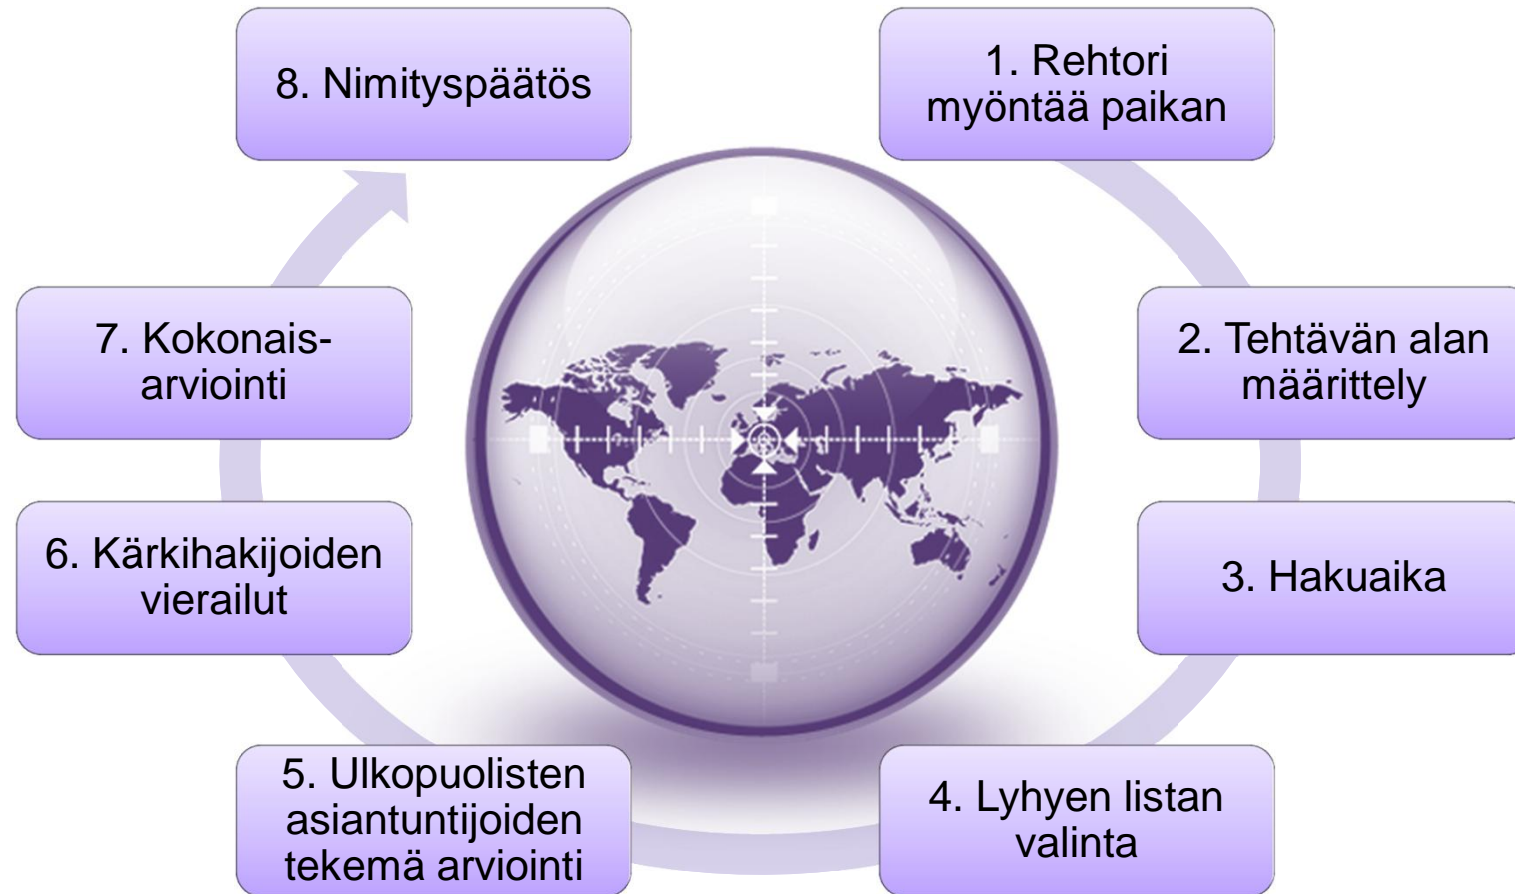 1. Rehtori
myöntää paikan
2. Tehtävän alan
määrittely
3. Hakuaika
4. Lyhyen listan
valinta
5. Ulkopuolisten
asiantuntijoiden
tekemä arviointi
6. Kärkihakijoiden
vierailut
7. Kokonais-
arviointi
8. Nimityspäätös